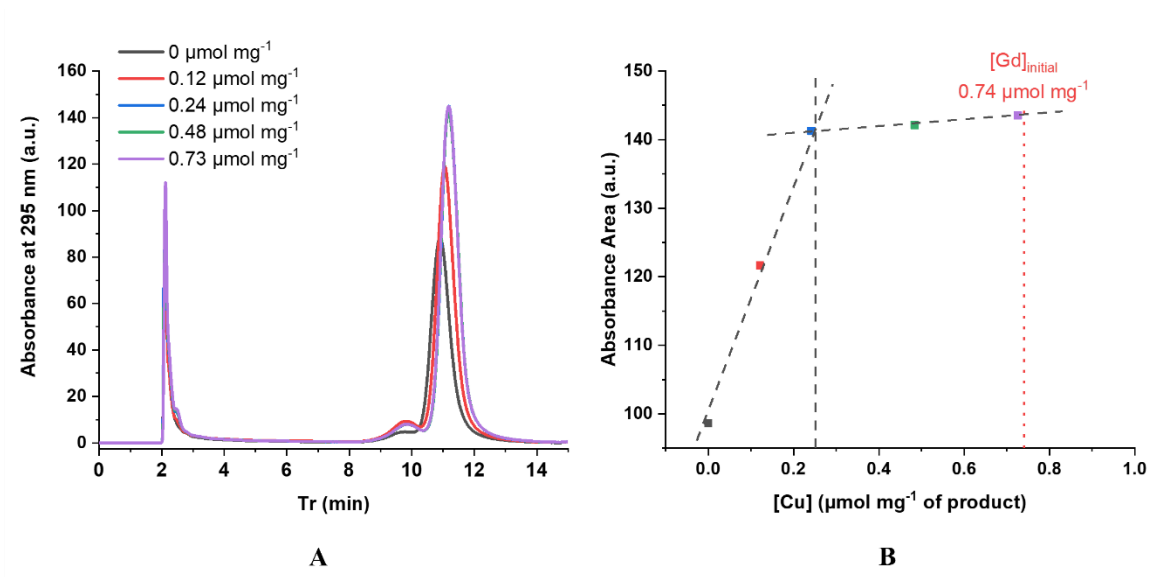 0 µmol mg⁻¹
0.12 µmol mg⁻¹
0.24 µmol mg⁻¹
0.48 µmol mg⁻¹
0.73 µmol mg⁻¹
160
140
120
100
80
60
40
20
0
Absorbance at 295 nm (a.u.)
0 2 4 6 8 10 12 14
Tr (min)
A
[Gd]initial
0.74 µmol mg⁻¹
150
140
130
120
110
100
Absorbance Area (a.u.)
0.0 0.2 0.4 0.6 0.8 1.0
[Cu] (µmol mg⁻¹ of product)
B